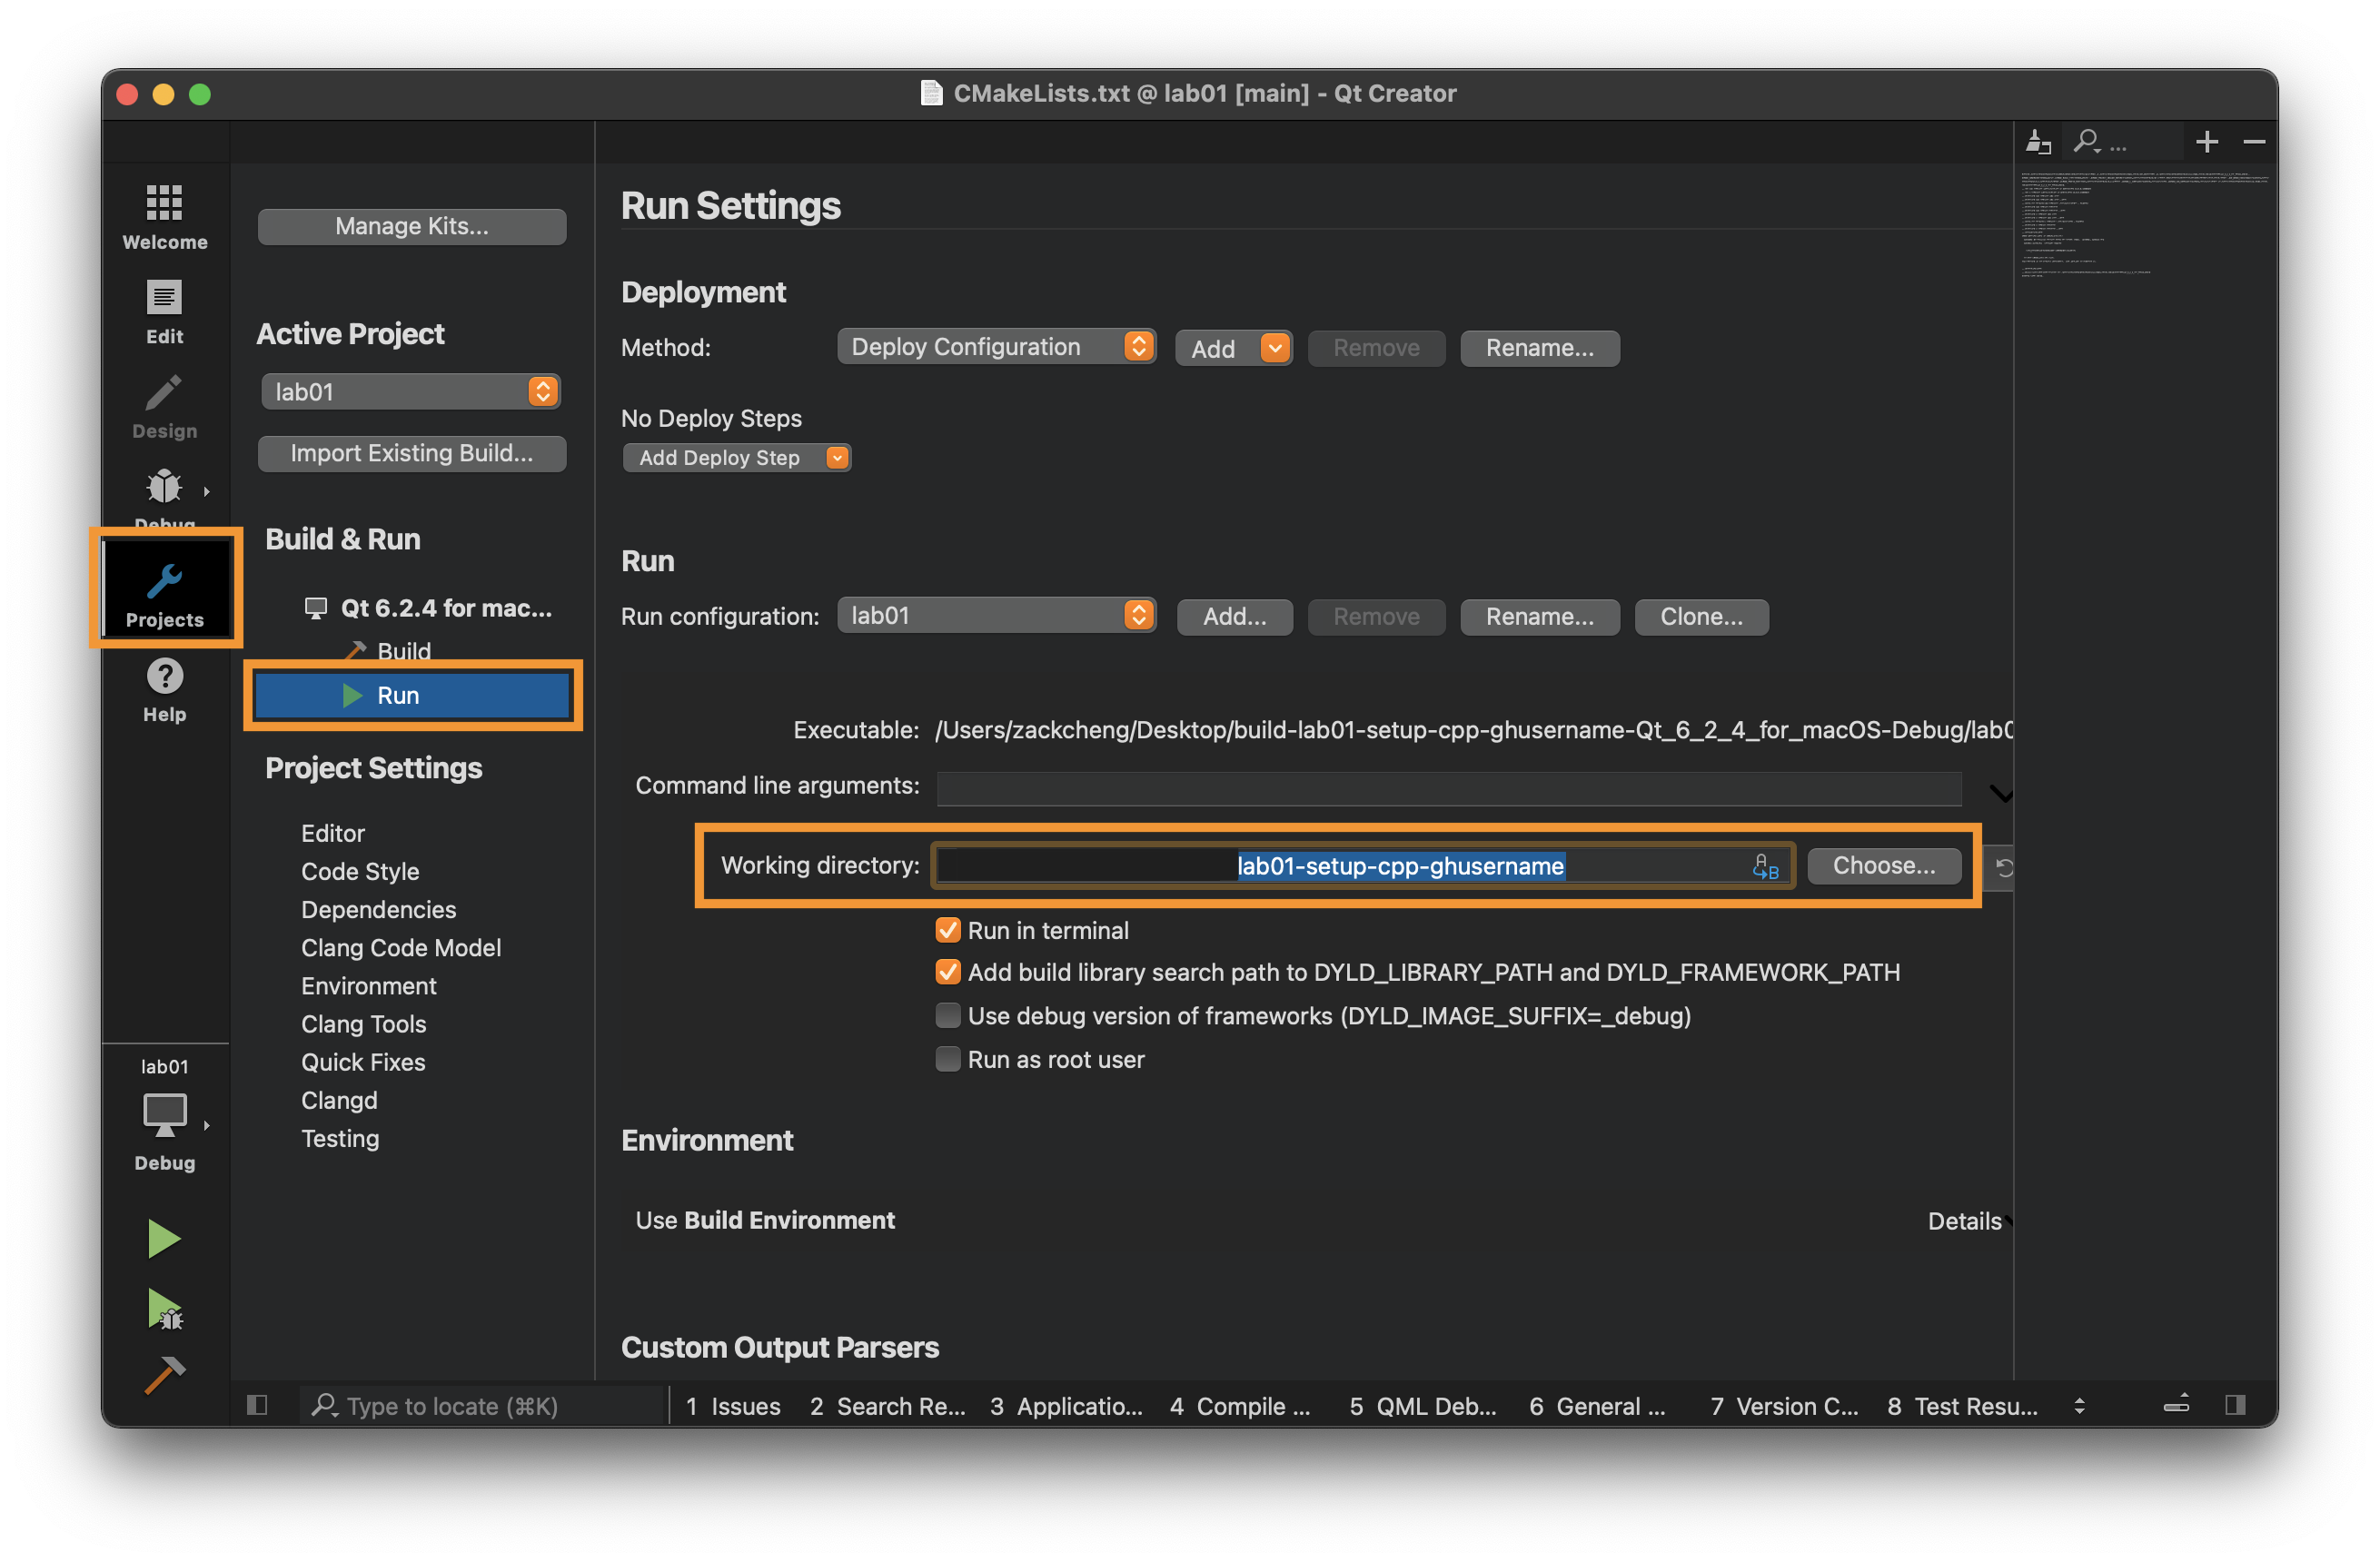 CMakeLists.txt @ lab01 [main] - Qt Creator
...
Welcome
Edit
Design
Debug
Projects
Help
lab01
Debug
Manage Kits...
Active Project
lab01
Import Existing Build...
Build & Run
Qt 6.2.4 for mac...
Build
Run
Project Settings
Editor
Code Style
Dependencies
Clang Code Model
Environment
Clang Tools
Quick Fixes
Clangd
Testing
Run Settings
Deployment
Method: Deploy Configuration Add Remove Rename...
No Deploy Steps
Add Deploy Step
Run
Run configuration: lab01 Add... Remove Rename... Clone...
Executable: /Users/zackcheng/Desktop/build-lab01-setup-cpp-ghusername-Qt_6_2_4_for_macOS-Debug/lab0
Command line arguments:
Working directory: lab01-setup-cpp-ghusername Choose...
Run in terminal
Add build library search path to DYLD_LIBRARY_PATH and DYLD_FRAMEWORK_PATH
Use debug version of frameworks (DYLD_IMAGE_SUFFIX=_debug)
Run as root user
Environment
Use Build Environment Details
Custom Output Parsers
Type to locate (⌘K) 1 Issues 2 Search Re... 3 Applicatio... 4 Compile ... 5 QML Deb... 6 General ... 7 Version C... 8 Test Resu...